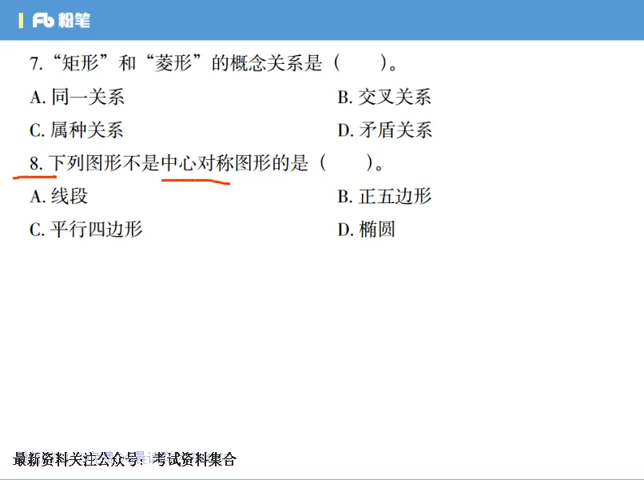 粉笔
7. “矩形”和“菱形”的概念关系是（　　）。
A. 同一关系　B. 交叉关系
C. 属种关系　D. 矛盾关系
8. 下列图形不是中心对称图形的是（　　）。
A. 线段　B. 正五边形
C. 平行四边形　D. 椭圆
最新资料关注公众号：考试资料集合